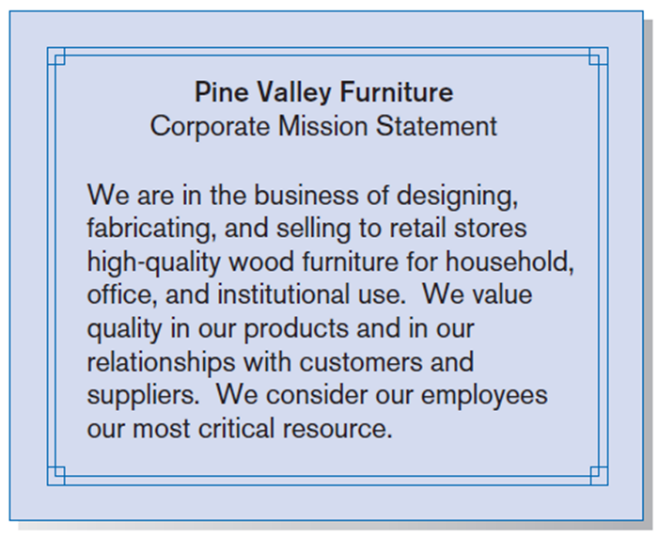 Pine Valley Furniture
Corporate Mission Statement
We are in the business of designing,
fabricating, and selling to retail stores
high-quality wood furniture for household,
office, and institutional use.  We value
quality in our products and in our
relationships with customers and
suppliers.  We consider our employees
our most critical resource.